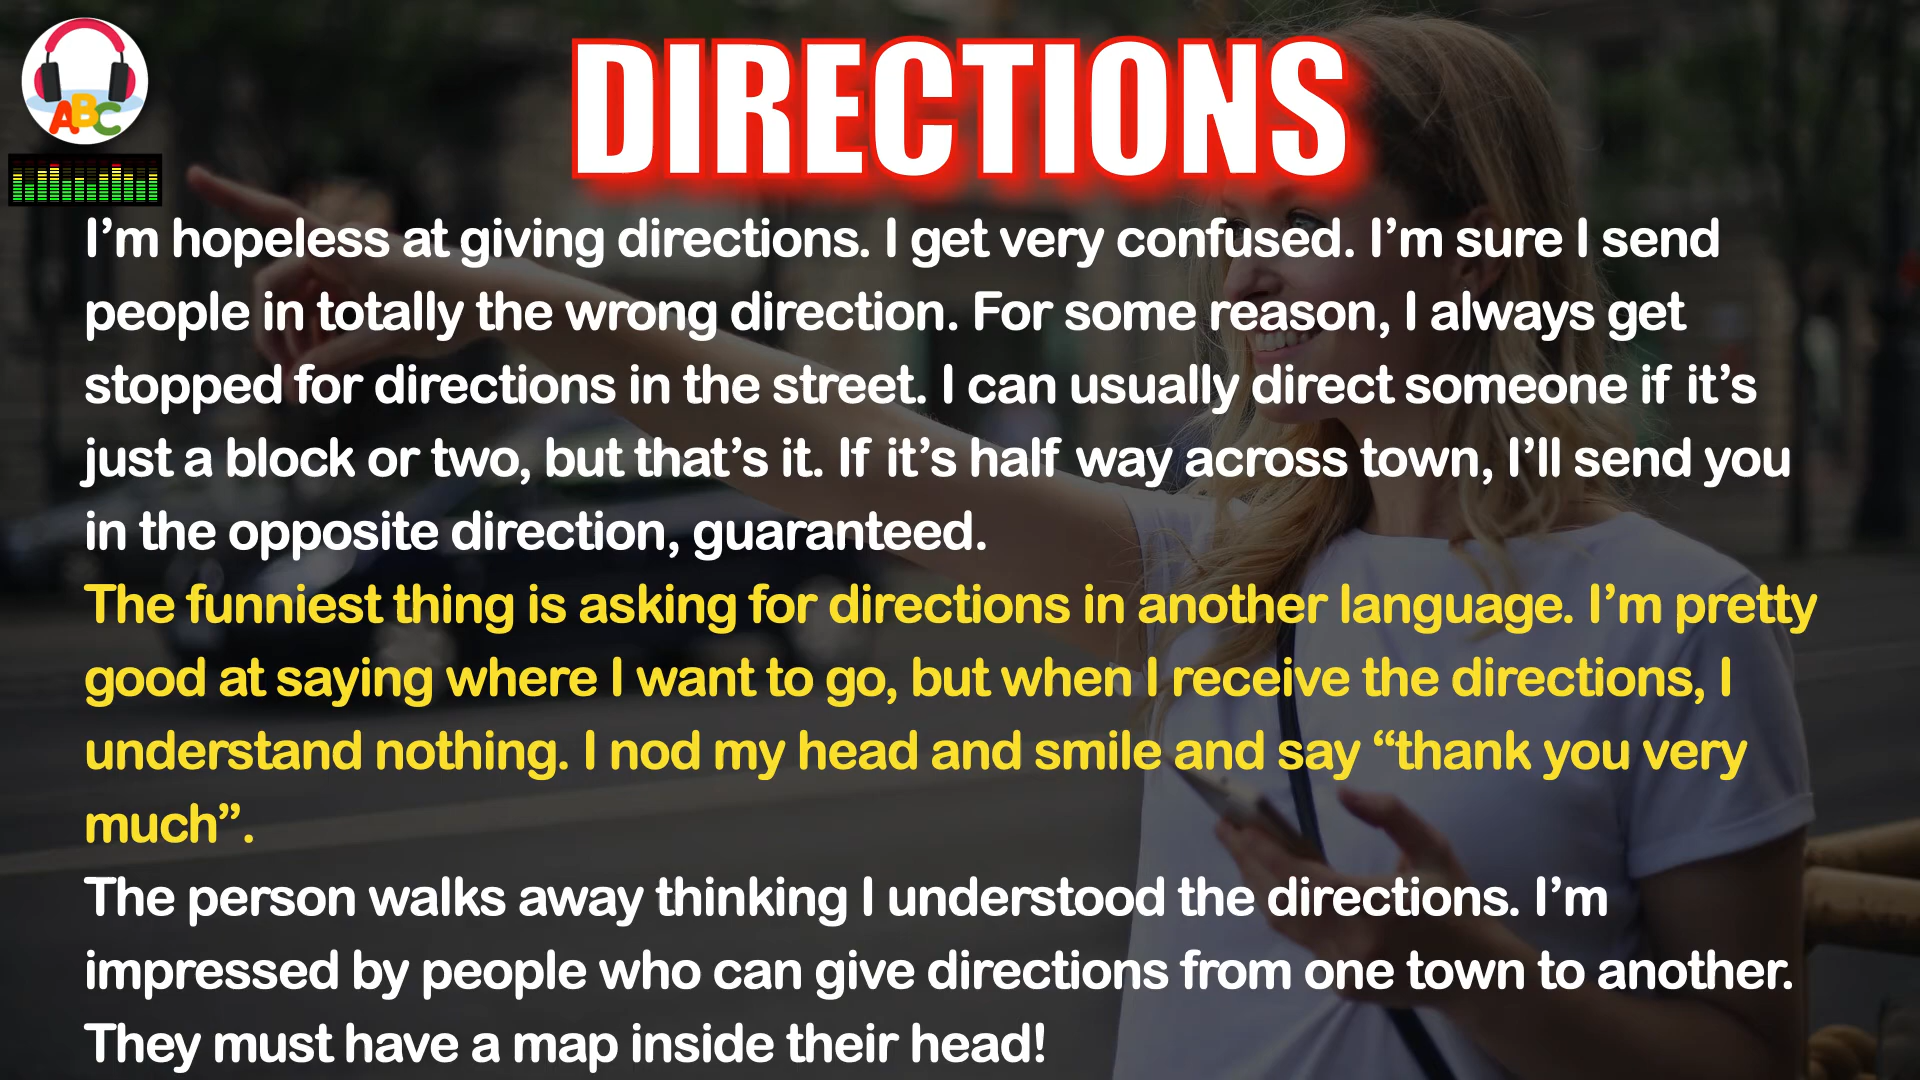 ABC
DIRECTIONS
I’m hopeless at giving directions. I get very confused. I’m sure I send
people in totally the wrong direction. For some reason, I always get
stopped for directions in the street. I can usually direct someone if it’s
just a block or two, but that’s it. If it’s half way across town, I’ll send you
in the opposite direction, guaranteed.
The funniest thing is asking for directions in another language. I’m pretty
good at saying where I want to go, but when I receive the directions, I
understand nothing. I nod my head and smile and say “thank you very
much”.
The person walks away thinking I understood the directions. I’m
impressed by people who can give directions from one town to another.
They must have a map inside their head!